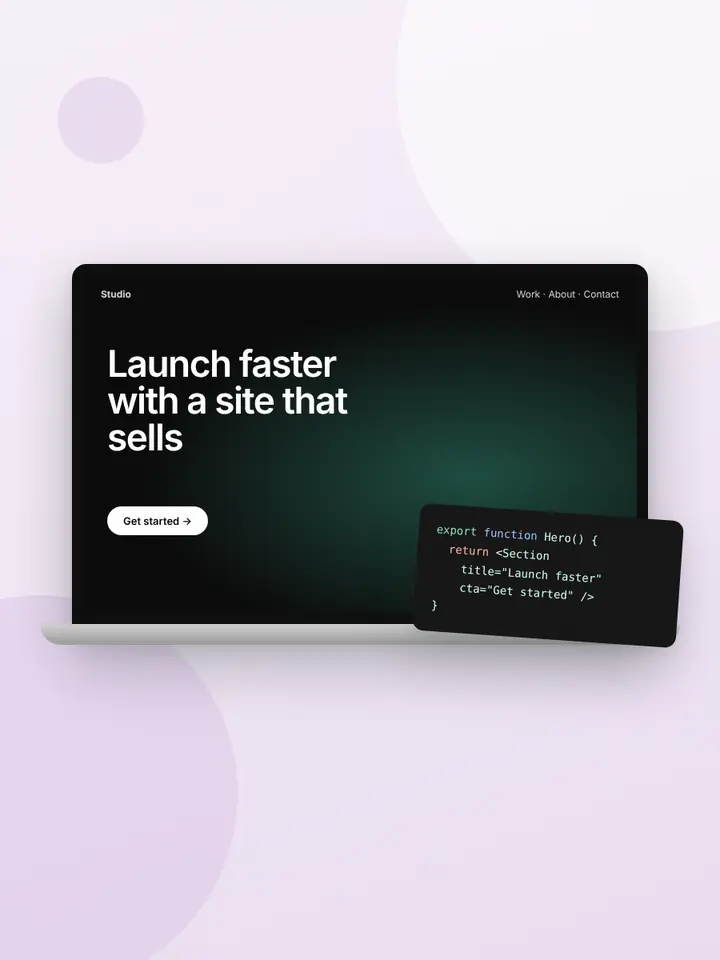 Studio
Work · About · Contact
Launch faster
with a site that
sells
Get started →
export function Hero() {
return <Section
title="Launch faster"
cta="Get started" />
}